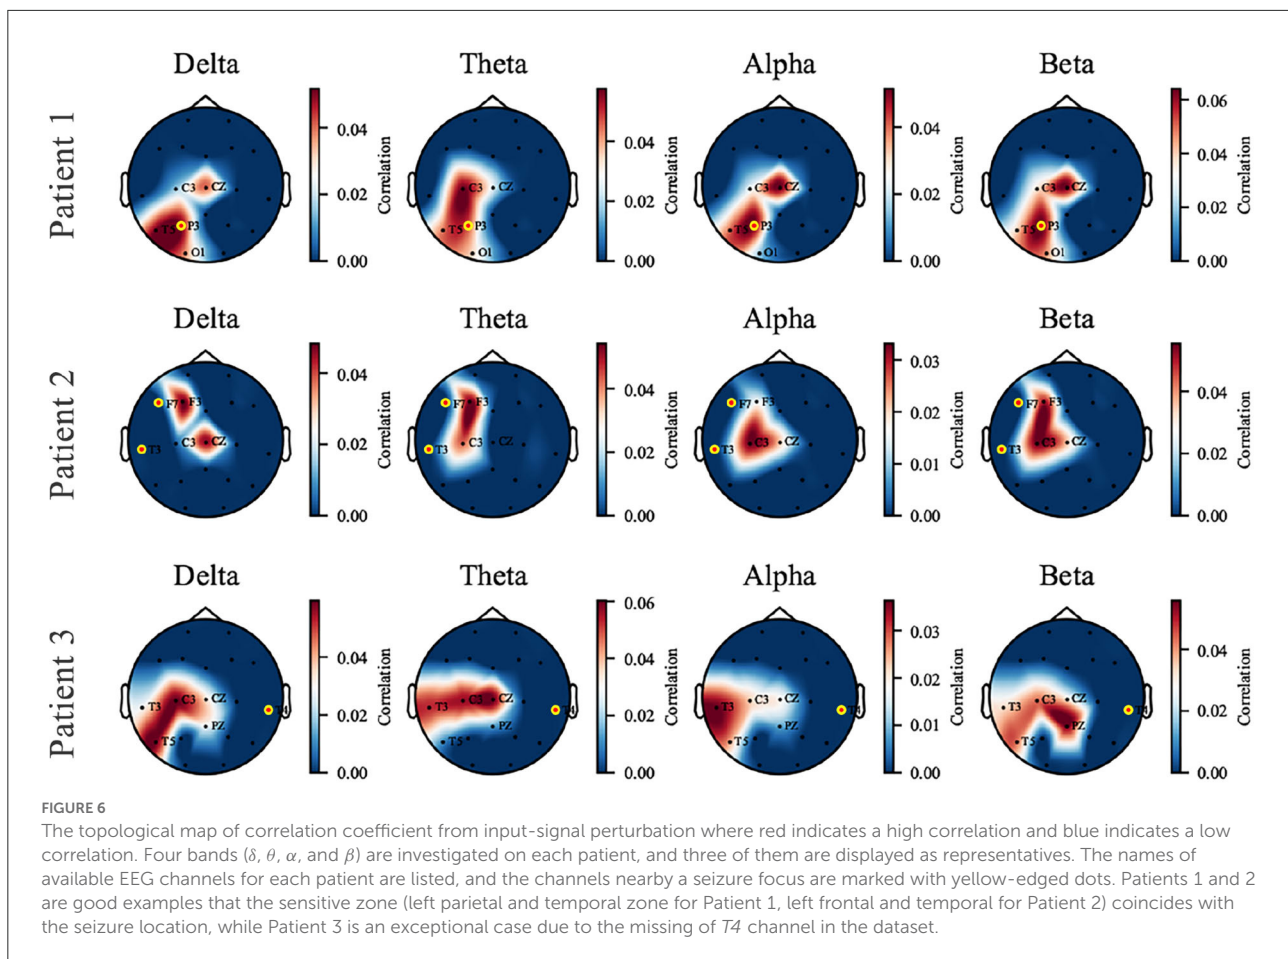 Delta Theta Alpha Beta
Patient 1
C3 CZ T5 P3 O1
0.04 0.02 0.00 Correlation
C3 CZ P3 O1
0.04 0.02 0.00 Correlation
CZ T5 P3 O1
0.04 0.02 0.00 Correlation
C3 CZ T5 P3 O1
0.06 0.04 0.02 0.00 Correlation
Delta Theta Alpha Beta
Patient 2
F7 F3 T3 C3 CZ
0.04 0.02 0.00 Correlation
F7 F3 T3 C3 CZ
0.04 0.02 0.00 Correlation
F7 F3 T3 C3 CZ
0.03 0.02 0.01 0.00 Correlation
F7 F3 T3 C3 CZ
0.04 0.02 0.00 Correlation
Delta Theta Alpha Beta
Patient 3
T3 C3 CZ T4 T5 PZ
0.04 0.02 0.00 Correlation
T3 C3 CZ T4 T5 PZ
0.06 0.04 0.02 0.00 Correlation
T3 C3 CZ T4 T5 PZ
0.03 0.02 0.01 0.00 Correlation
T3 C3 CZ T4 T5 PZ
0.04 0.02 0.00 Correlation
FIGURE 6
The topological map of correlation coefficient from input-signal perturbation where red indicates a high correlation and blue indicates a low
correlation. Four bands (δ, θ, α, and β) are investigated on each patient, and three of them are displayed as representatives. The names of
available EEG channels for each patient are listed, and the channels nearby a seizure focus are marked with yellow-edged dots. Patients 1 and 2
are good examples that the sensitive zone (left parietal and temporal zone for Patient 1, left frontal and temporal for Patient 2) coincides with
the seizure location, while Patient 3 is an exceptional case due to the missing of T4 channel in the dataset.